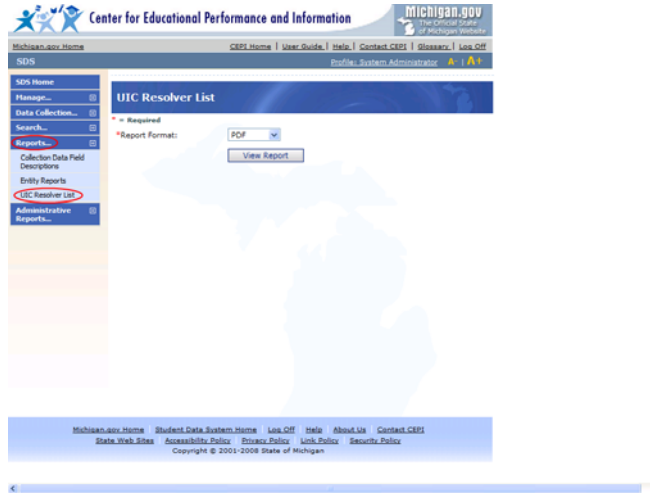 Center for Educational Performance and Information
Michigan.gov
The Official State
of Michigan Website
Michigan.gov Home
CEPI Home | User Guide | Help | Contact CEPI | Glossary | Log Off
SDS
Profile: System Administrator A- | A+
SDS Home
Manage...
Data Collection...
Search...
Reports...
Collection Data Field
Descriptions
Entity Reports
UIC Resolver List
Administrative
Reports...
UIC Resolver List
* = Required
*Report Format:
PDF
View Report
Michigan.gov Home Student Data System Home Log Off Help About Us Contact CEPI
State Web Sites Accessibility Policy Privacy Policy Link Policy Security Policy
Copyright © 2001-2008 State of Michigan